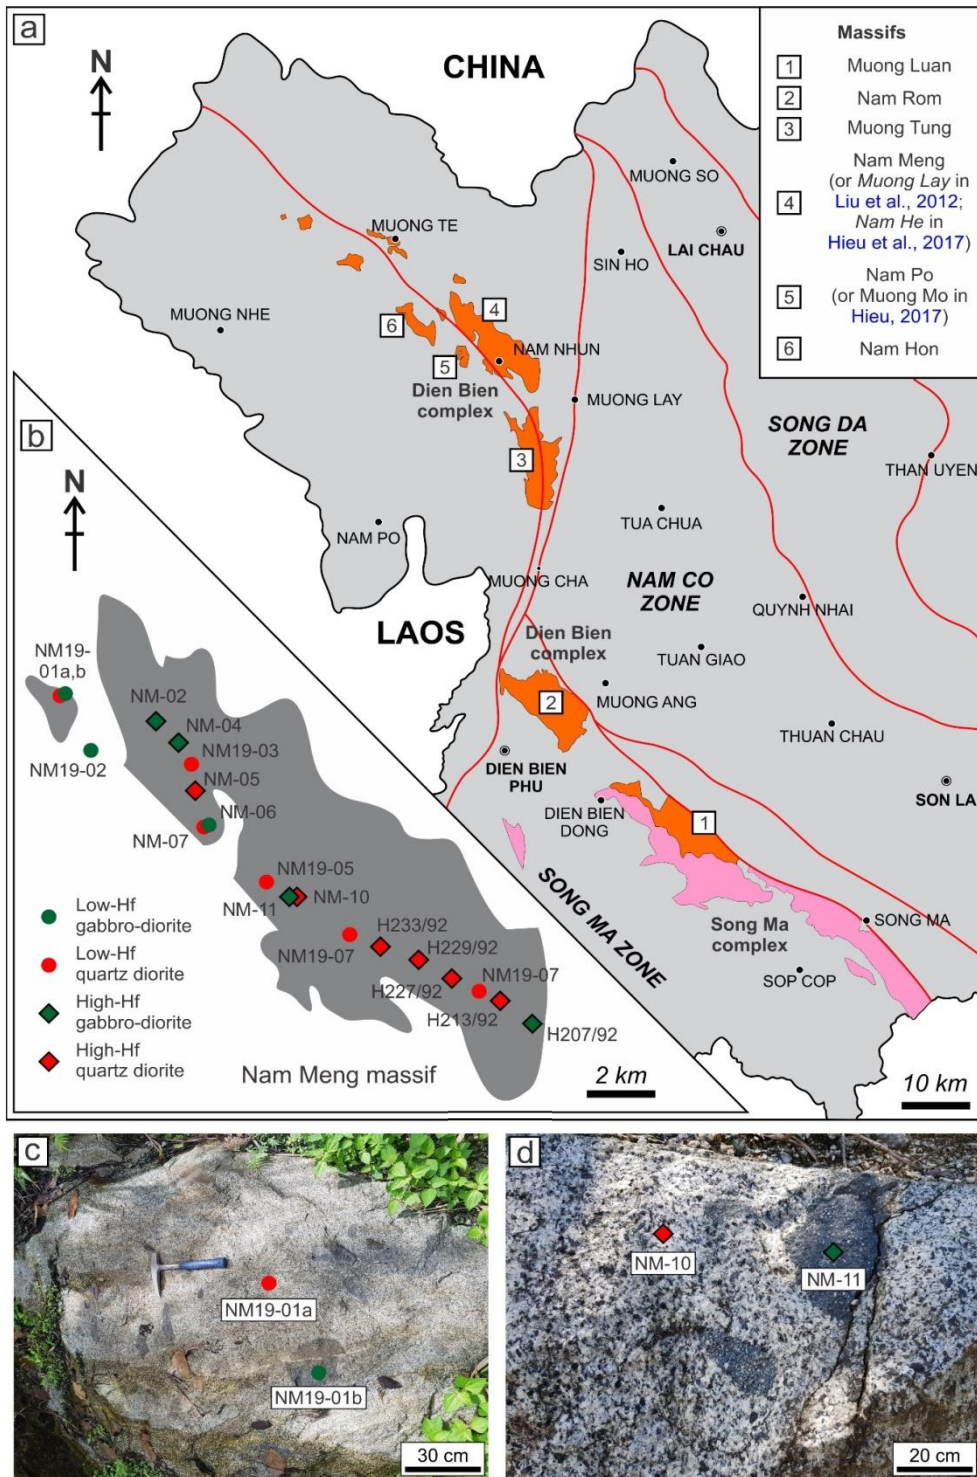 a
N
CHINA
Massifs
1 Muong Luan
2 Nam Rom
3 Muong Tung
4 Nam Meng
(or Muong Lay in
Liu et al., 2012;
Nam He in
Hieu et al., 2017)
5 Nam Po
(or Muong Mo in
Hieu, 2017)
6 Nam Hon
MUONG SO
MUONG TE
LAI CHAU
SIN HO
MUONG NHE
4
6
NAM NHUN
5
Dien Bien
complex
MUONG LAY
SONG DA
ZONE
3
THAN UYEN
NAM PO
TUA CHUA
MUONG CHA
NAM CO
ZONE
QUYNH NHAI
LAOS
Dien Bien
complex
TUAN GIAO
MUONG ANG
2
THUAN CHAU
DIEN BIEN
PHU
SON LA
DIEN BIEN
DONG
1
SONG MA ZONE
Song Ma
complex
SONG MA
SOP COP
10 km
b
N
NM19-
01a,b
NM-02
NM-04
NM19-03
NM19-02
NM-05
NM-06
NM-07
NM19-05
NM-11
NM-10
H233/92
H229/92
NM19-07
NM19-07
H227/92
H213/92
H207/92
Low-Hf
gabbro-diorite
Low-Hf
quartz diorite
High-Hf
gabbro-diorite
High-Hf
quartz diorite
Nam Meng massif
2 km
c
NM19-01a
NM19-01b
30 cm
d
NM-10
NM-11
20 cm